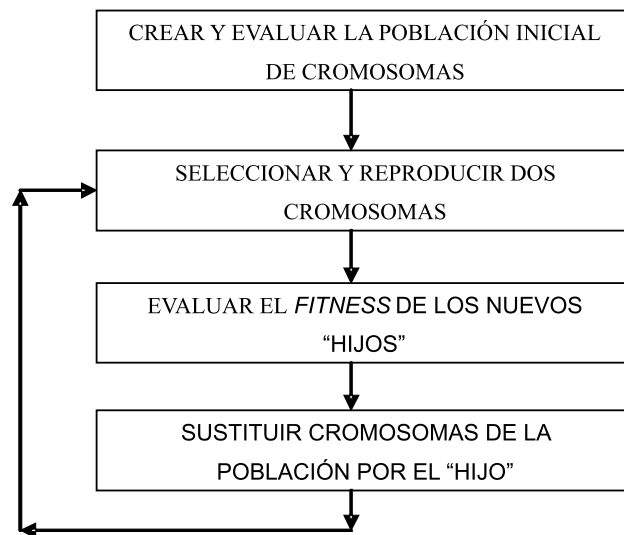 CREAR Y EVALUAR LA POBLACIÓN INICIAL
DE CROMOSOMAS
SELECCIONAR Y REPRODUCIR DOS
CROMOSOMAS
EVALUAR EL FITNESS DE LOS NUEVOS
“HIJOS”
SUSTITUIR CROMOSOMAS DE LA
POBLACIÓN POR EL “HIJO”